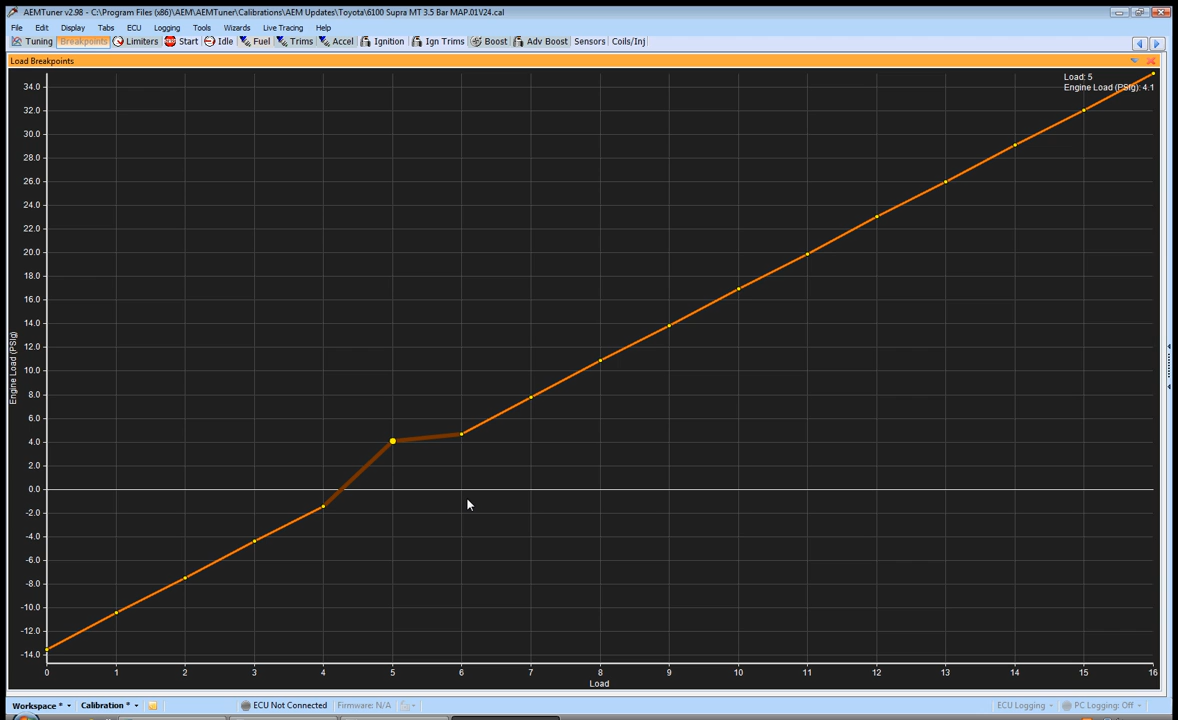 AEMTuner v2.98 - C:\Program Files (x86)\AEM\AEMTuner\Calibrations\AEM Updates\Toyota\6100 Supra MT 3.5 Bar MAP.01V24.cal
File Edit Display Tabs ECU Logging Tools Wizards Live Tracing Help
Tuning Breakpoints Limiters Start Idle Fuel Trims Accel Ignition Ign Trims Boost Adv Boost Sensors Coils/Inj
Load Breakpoints
Load: 5
Engine Load (PSIg): 4.1
34.0
32.0
30.0
28.0
26.0
24.0
22.0
20.0
18.0
16.0
14.0
12.0
10.0
8.0
6.0
4.0
2.0
0.0
-2.0
-4.0
-6.0
-8.0
-10.0
-12.0
-14.0
Engine Load (PSIg)
0 1 2 3 4 5 6 7 8 9 10 11 12 13 14 15 16
Load
Workspace * Calibration * ECU Not Connected Firmware: N/A ECU Logging PC Logging: Off